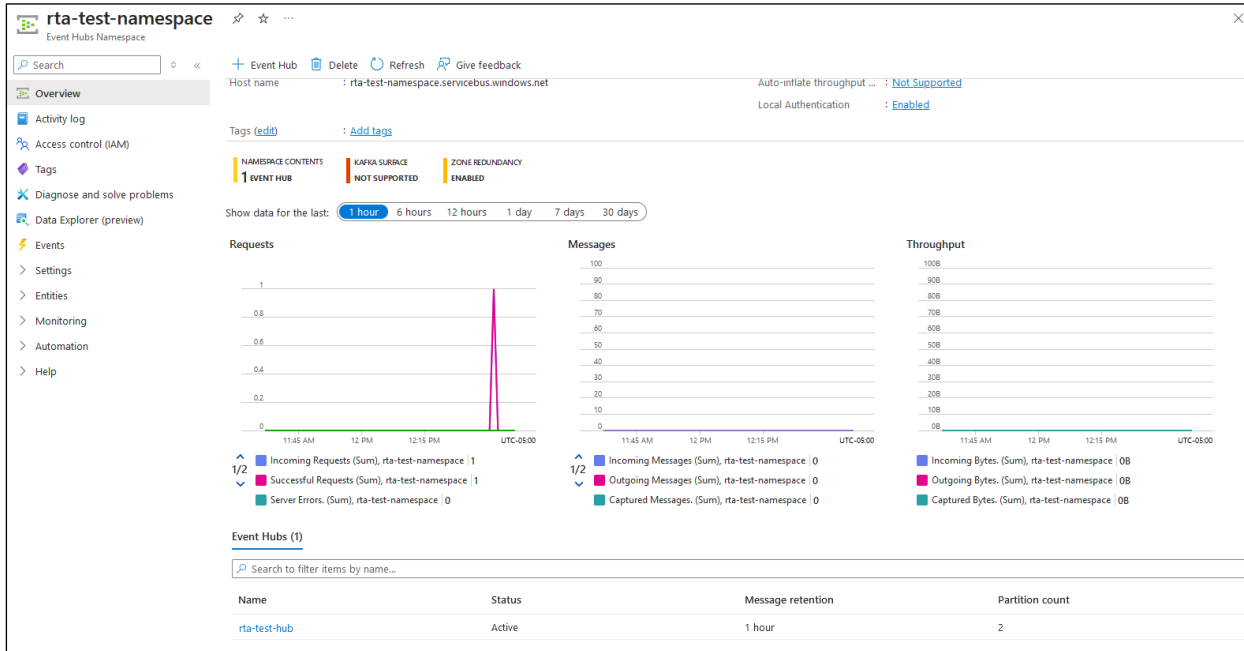 rta-test-namespace
Event Hubs Namespace
Search
Overview
Activity log
Access control (IAM)
Tags
Diagnose and solve problems
Data Explorer (preview)
Events
Settings
Entities
Monitoring
Automation
Help
Event Hub Delete Refresh Give feedback
Host name : rta-test-namespace.servicebus.windows.net
Auto-inflate throughput ... : Not Supported
Local Authentication : Enabled
Tags (edit) : Add tags
NAMESPACE CONTENTS
1 EVENT HUB
KAFKA SURFACE
NOT SUPPORTED
ZONE REDUNDANCY
ENABLED
Show data for the last: 1 hour 6 hours 12 hours 1 day 7 days 30 days
Requests
1
0.8
0.6
0.4
0.2
0
11:45 AM 12 PM 12:15 PM UTC-05:00
1/2
Incoming Requests (Sum), rta-test-namespace 1
Successful Requests (Sum), rta-test-namespace 1
Server Errors. (Sum), rta-test-namespace 0
Messages
100
90
80
70
60
50
40
30
20
10
0
11:45 AM 12 PM 12:15 PM UTC-05:00
1/2
Incoming Messages (Sum), rta-test-namespace 0
Outgoing Messages (Sum), rta-test-namespace 0
Captured Messages. (Sum), rta-test-namespace 0
Throughput
100B
90B
80B
70B
60B
50B
40B
30B
20B
10B
0B
11:45 AM 12 PM 12:15 PM UTC-05:00
Incoming Bytes. (Sum), rta-test-namespace 0B
Outgoing Bytes. (Sum), rta-test-namespace 0B
Captured Bytes. (Sum), rta-test-namespace 0B
Event Hubs (1)
Search to filter items by name...
Name Status Message retention Partition count
rta-test-hub Active 1 hour 2